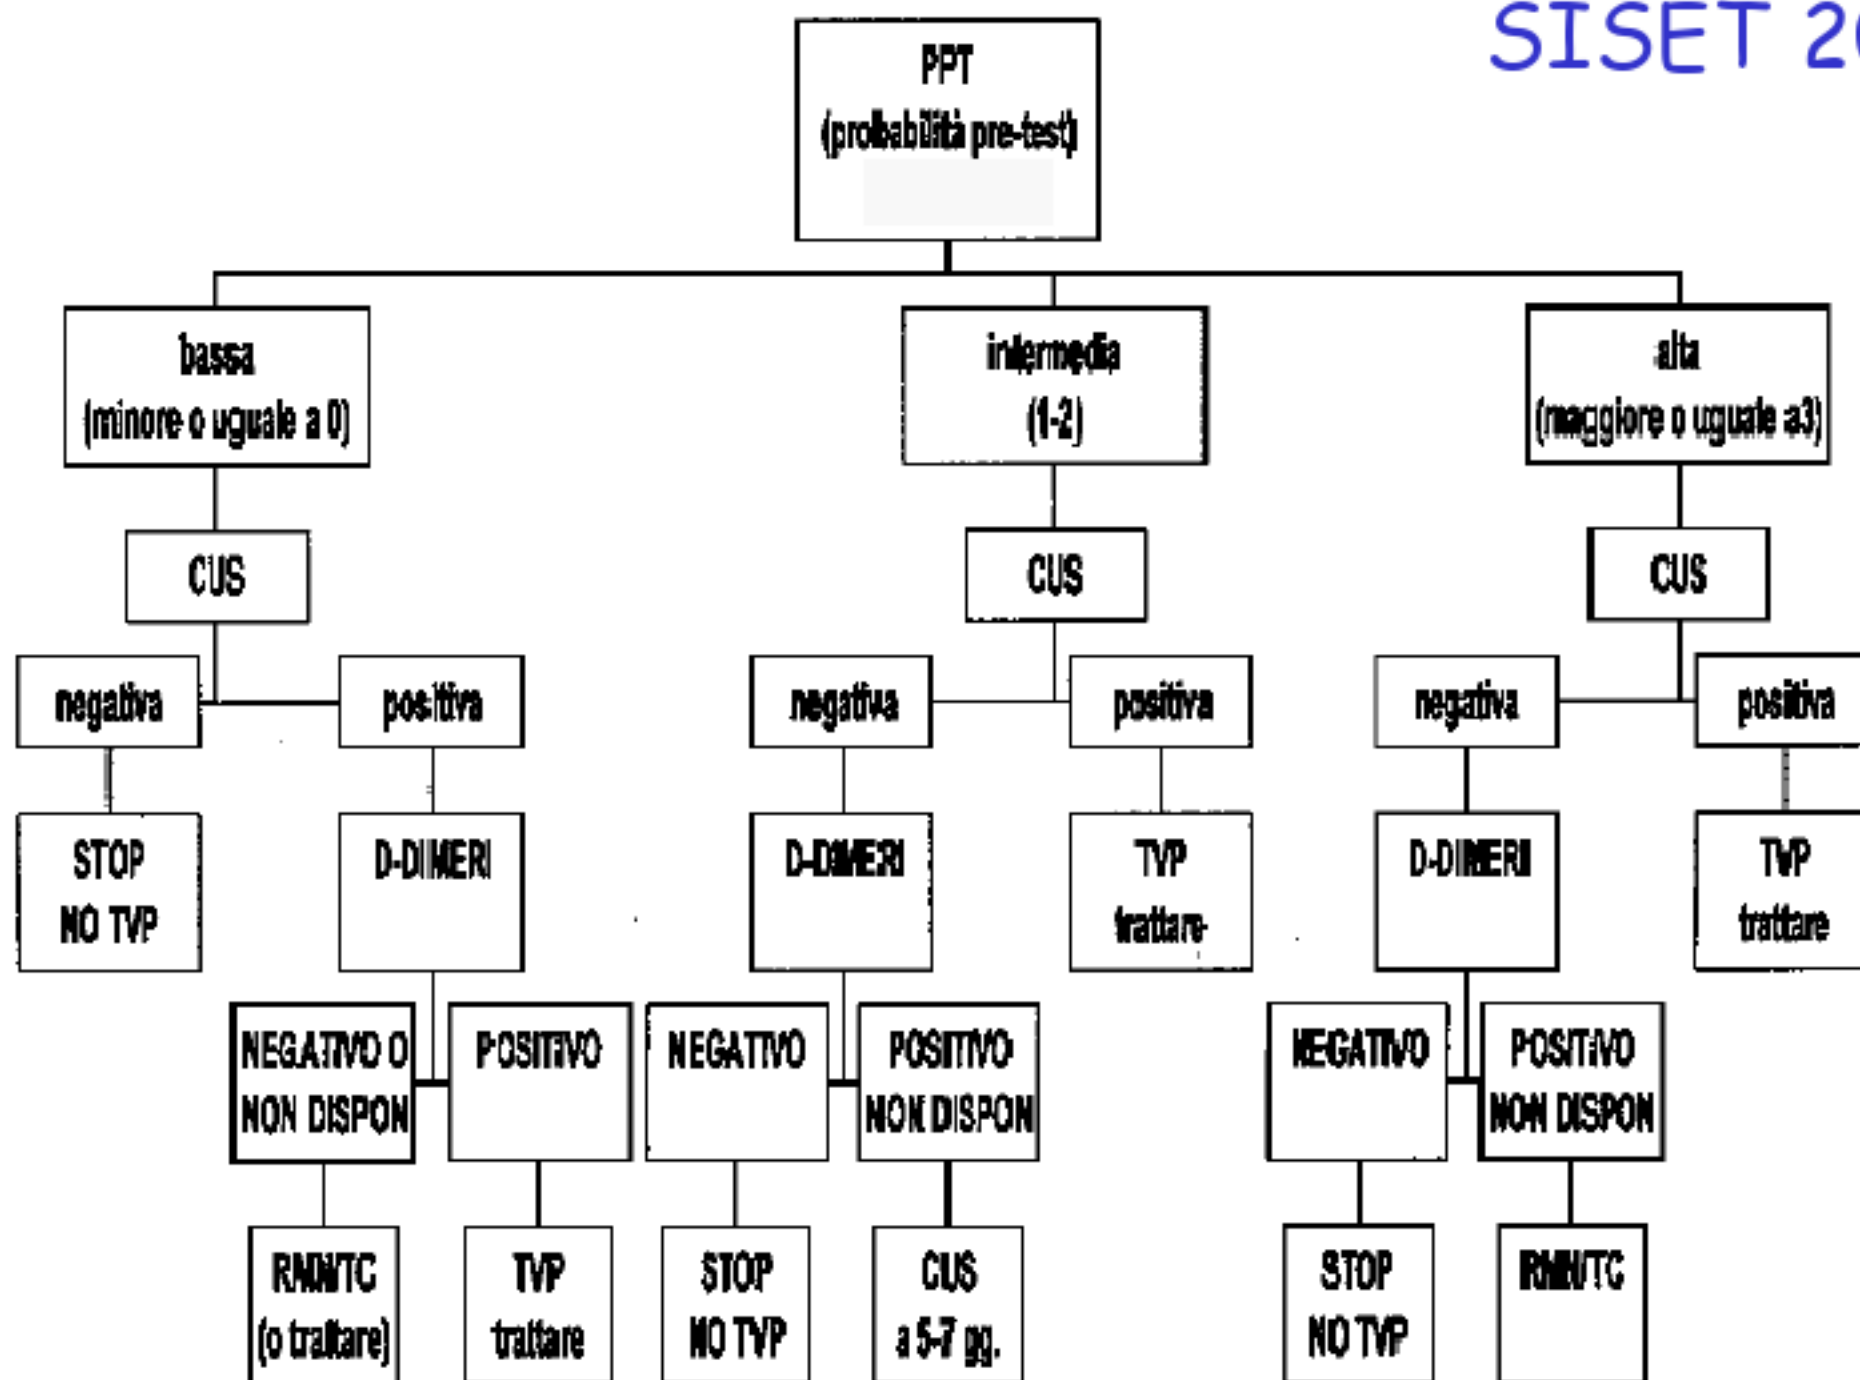 SISET
PPT
(probabilità pre-test)
bassa
(minore o uguale a 0)
intermedia
(1-2)
alta
(maggiore o uguale a3)
CUS
CUS
CUS
negativa
positiva
negativa
positiva
negativa
positiva
STOP
NO TVP
D-DIMERI
D-DIMERI
TVP
trattare
D-DIMERI
TVP
trattare
NEGATIVO O
NON DISPON
POSITIVO
NEGATIVO
POSITIVO
NON DISPON
NEGATIVO
POSITIVO
NON DISPON
RMN/TC
(o trattare)
TVP
trattare
STOP
NO TVP
CUS
a 5-7 gg.
STOP
NO TVP
RMN/TC